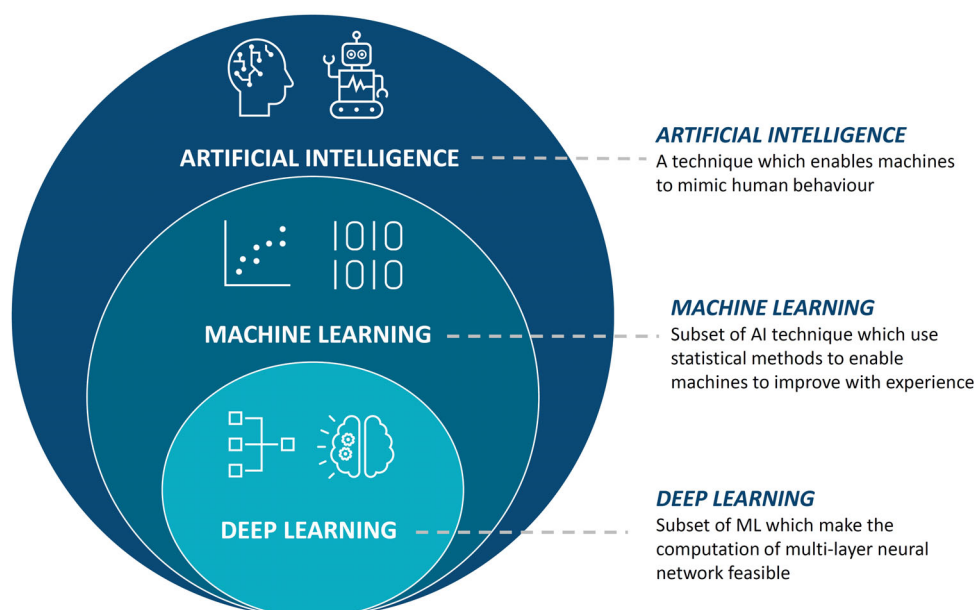 ARTIFICIAL INTELLIGENCE
ARTIFICIAL INTELLIGENCE
A technique which enables machines
to mimic human behaviour
1010
1010
MACHINE LEARNING
MACHINE LEARNING
Subset of AI technique which use
statistical methods to enable
machines to improve with experience
DEEP LEARNING
DEEP LEARNING
Subset of ML which make the
computation of multi-layer neural
network feasible